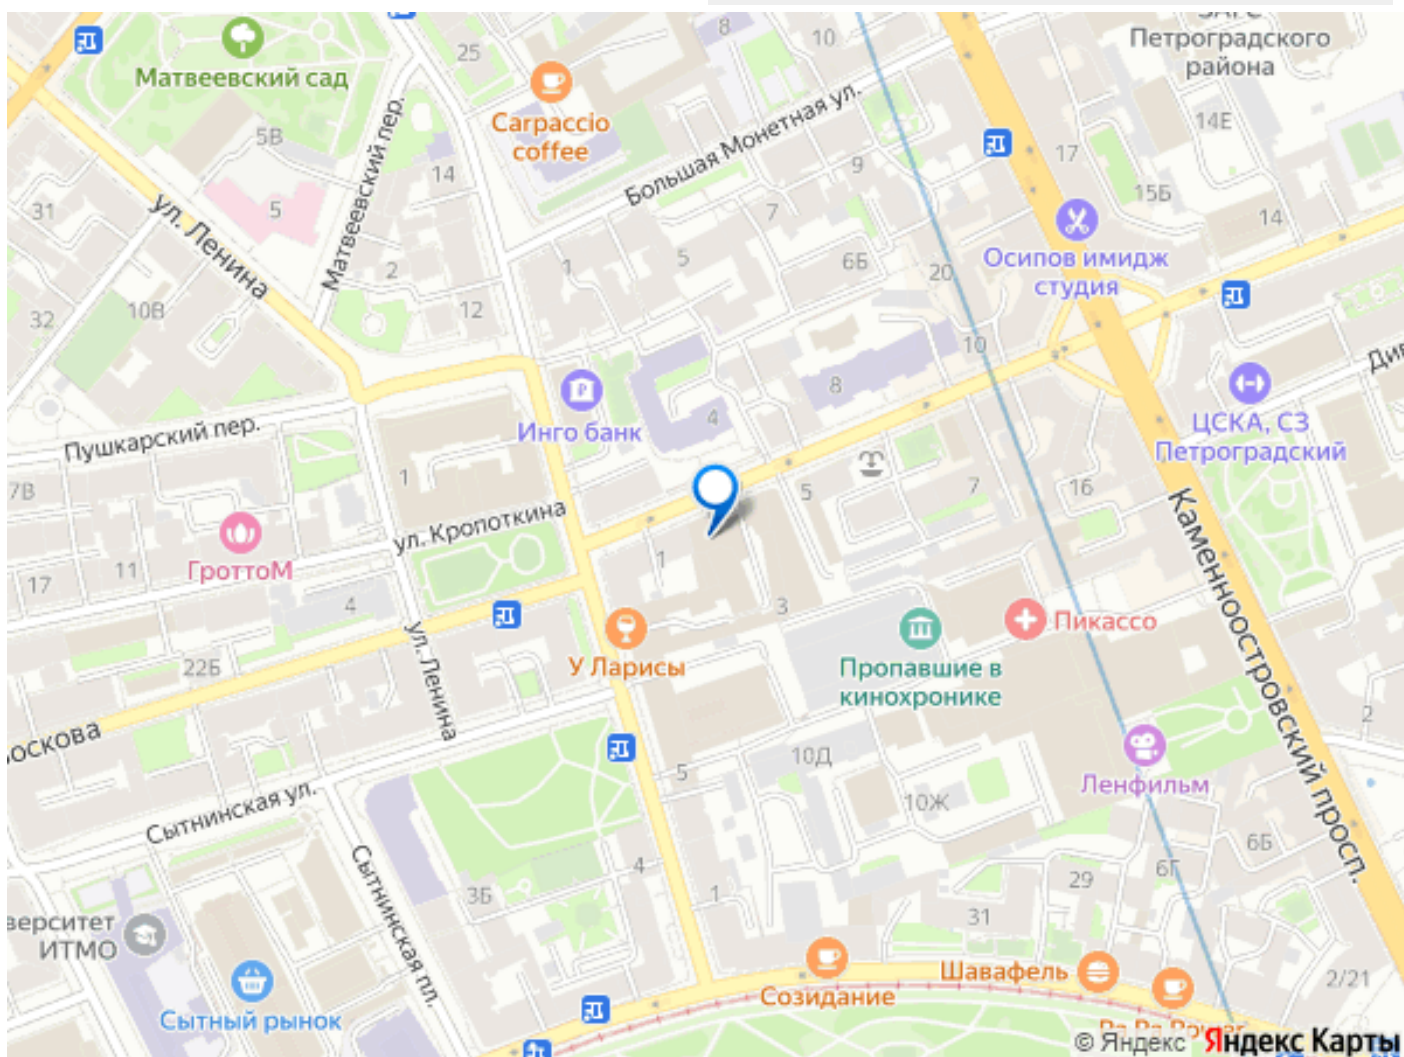 ЗАГС
Петроградского
района
8
10
25
Матвеевский сад
Carpaccio
coffee
Большая Монетная ул.
5В
14Е
17
9
14
15Б
Матвеевский пер.
31
5
7
14
ул. Ленина
2
1
5
6Б
20
Осипов имидж
студия
10В
12
32
10
Див
8
Пушкарский пер.
Инго банк
4
ЦСКА, СЗ
Петроградский
7В
1
5
7
16
ул. Кропоткина
Каменноостровский просп.
17
11
ГроттоМ
1
4
3
Пикассо
ул. Ленина
22Б
У Ларисы
Пропавшие в
кинохронике
2
оскова
10Д
5
Ленфильм
Сытнинская ул.
10Ж
6Б
Сытнинская пл.
4
6Г
3Б
1
29
31
верситет
ИТМО
Шавафель
2/21
Созидание
Сытный рынок
© Яндекс Яндекс Карты